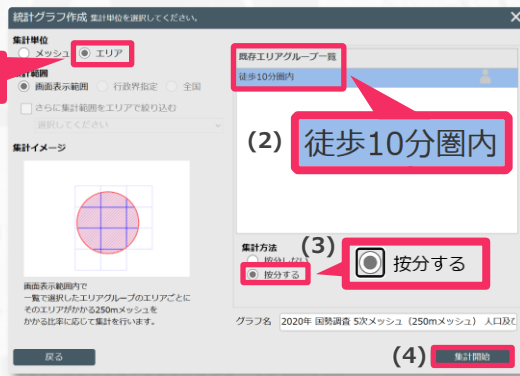 統計グラフ作成 集計単位を選択してください。
集計単位
メッシュ エリア
集計範囲
画面表示範囲 行政界指定 全国
さらに集計範囲をエリアで絞り込む
選択してください
集計イメージ
画面表示範囲内で
一覧で選択したエリアグループのエリアごとに
そのエリアがかかる250mメッシュを
かかる比率に応じて集計を行います。
戻る
既存エリアグループ一覧
徒歩10分圏内
(2) 徒歩10分圏内
集計方法
(3)
按分しない
按分する
按分する
グラフ名 2020年 国勢調査 5次メッシュ（250mメッシュ） 人口及び
(4) 集計開始